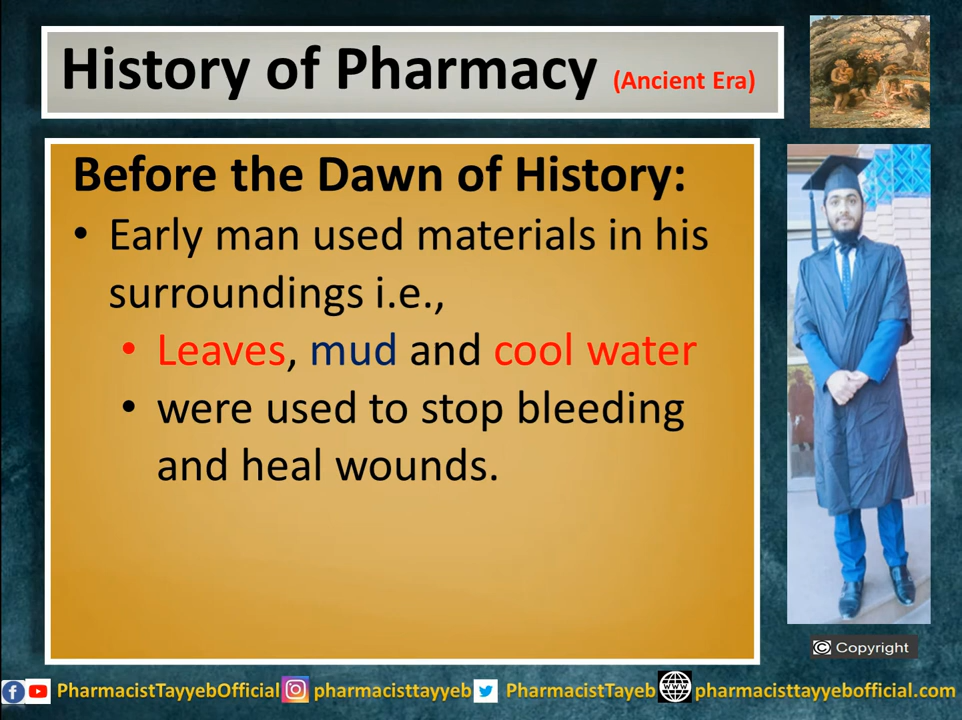 History of Pharmacy (Ancient Era)
Before the Dawn of History:
• Early man used materials in his
surroundings i.e.,
• Leaves, mud and cool water
• were used to stop bleeding
and heal wounds.
© Copyright
PharmacistTayyebOfficial pharmacisttayyeb PharmacistTayeb WWW pharmacisttayyebofficial.com